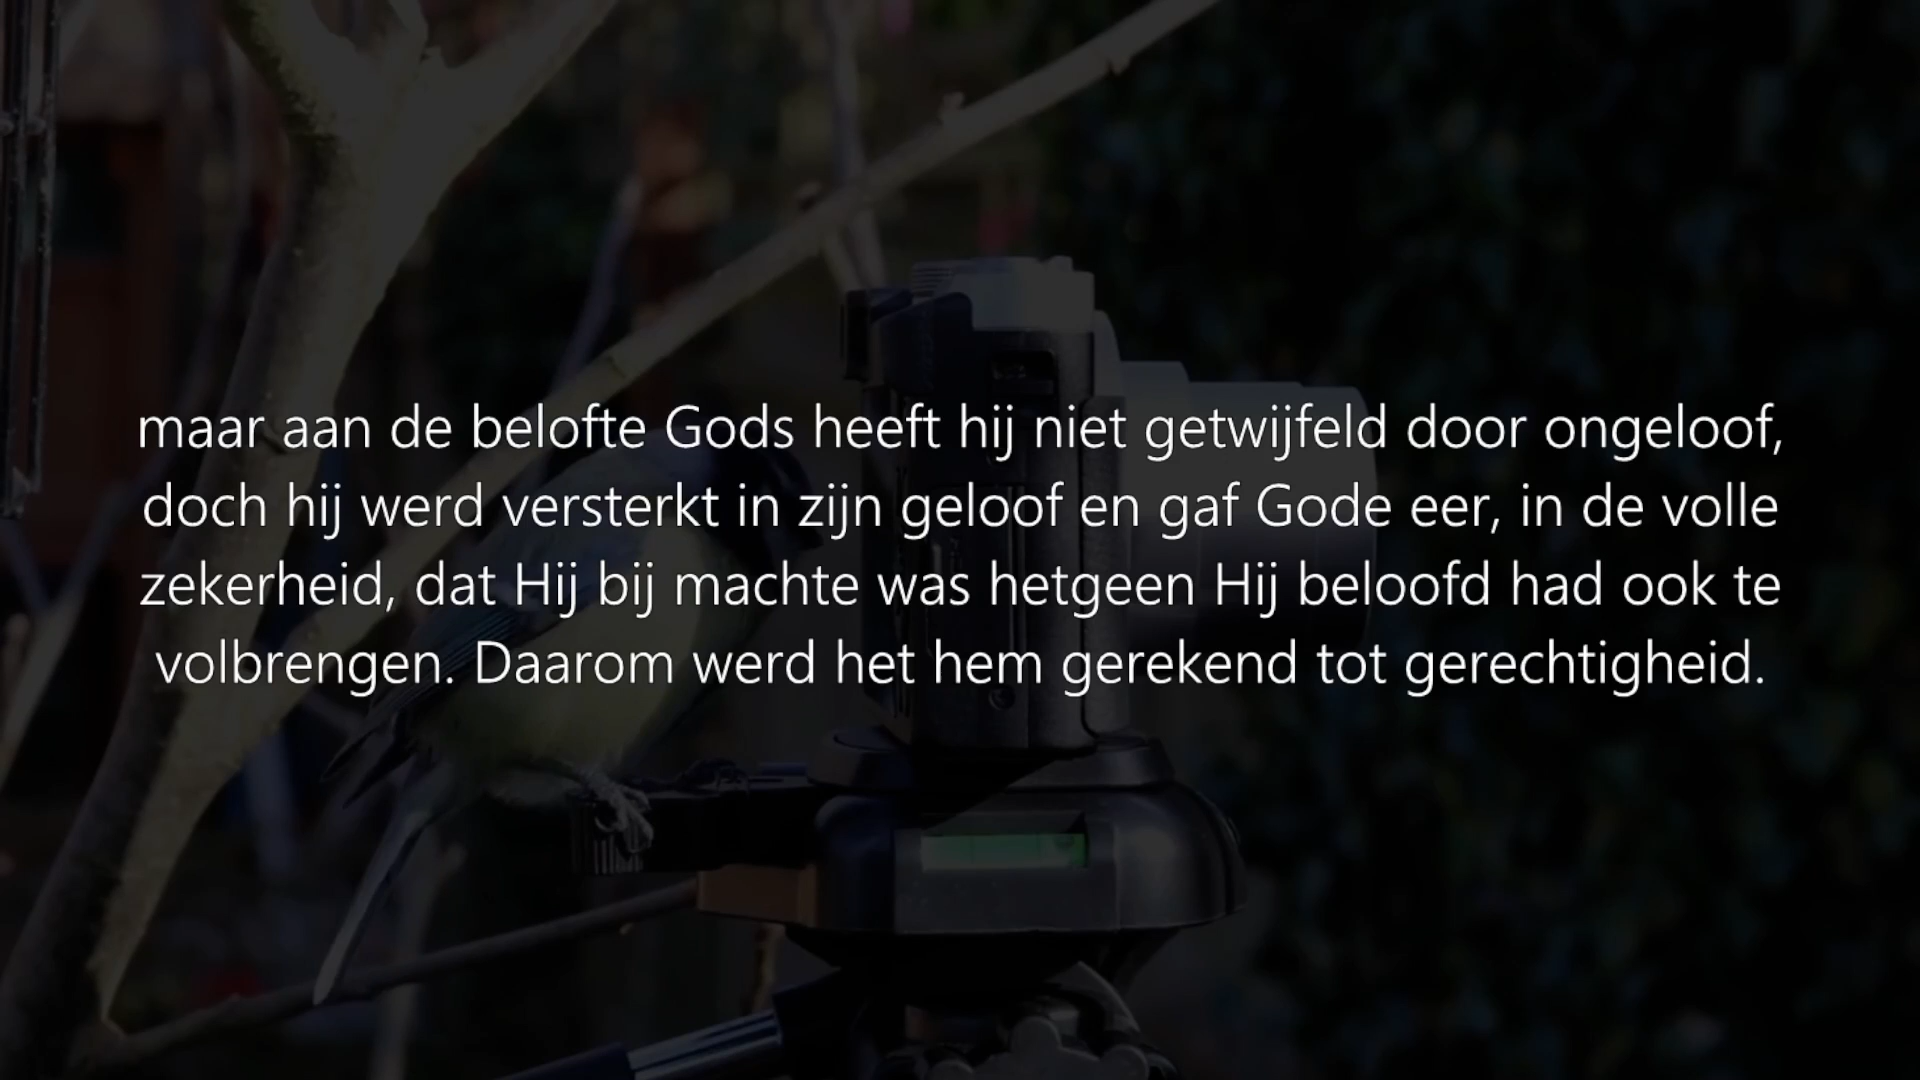 maar aan de belofte Gods heeft hij niet getwijfeld door ongeloof,
doch hij werd versterkt in zijn geloof en gaf Gode eer, in de volle
zekerheid, dat Hij bij machte was hetgeen Hij beloofd had ook te
volbrengen. Daarom werd het hem gerekend tot gerechtigheid.